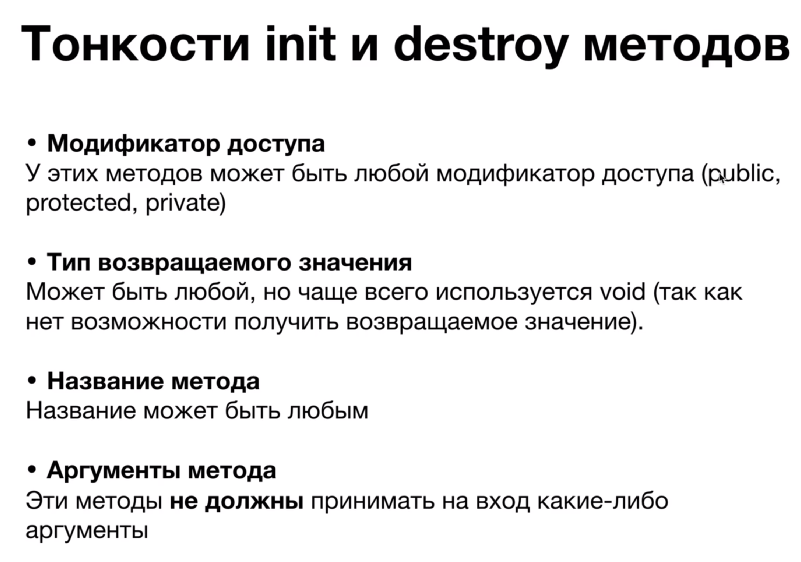 Тонкости init и destroy методов
• Модификатор доступа
У этих методов может быть любой модификатор доступа (public,
protected, private)
• Тип возвращаемого значения
Может быть любой, но чаще всего используется void (так как
нет возможности получить возвращаемое значение).
• Название метода
Название может быть любым
• Аргументы метода
Эти методы не должны принимать на вход какие-либо
аргументы